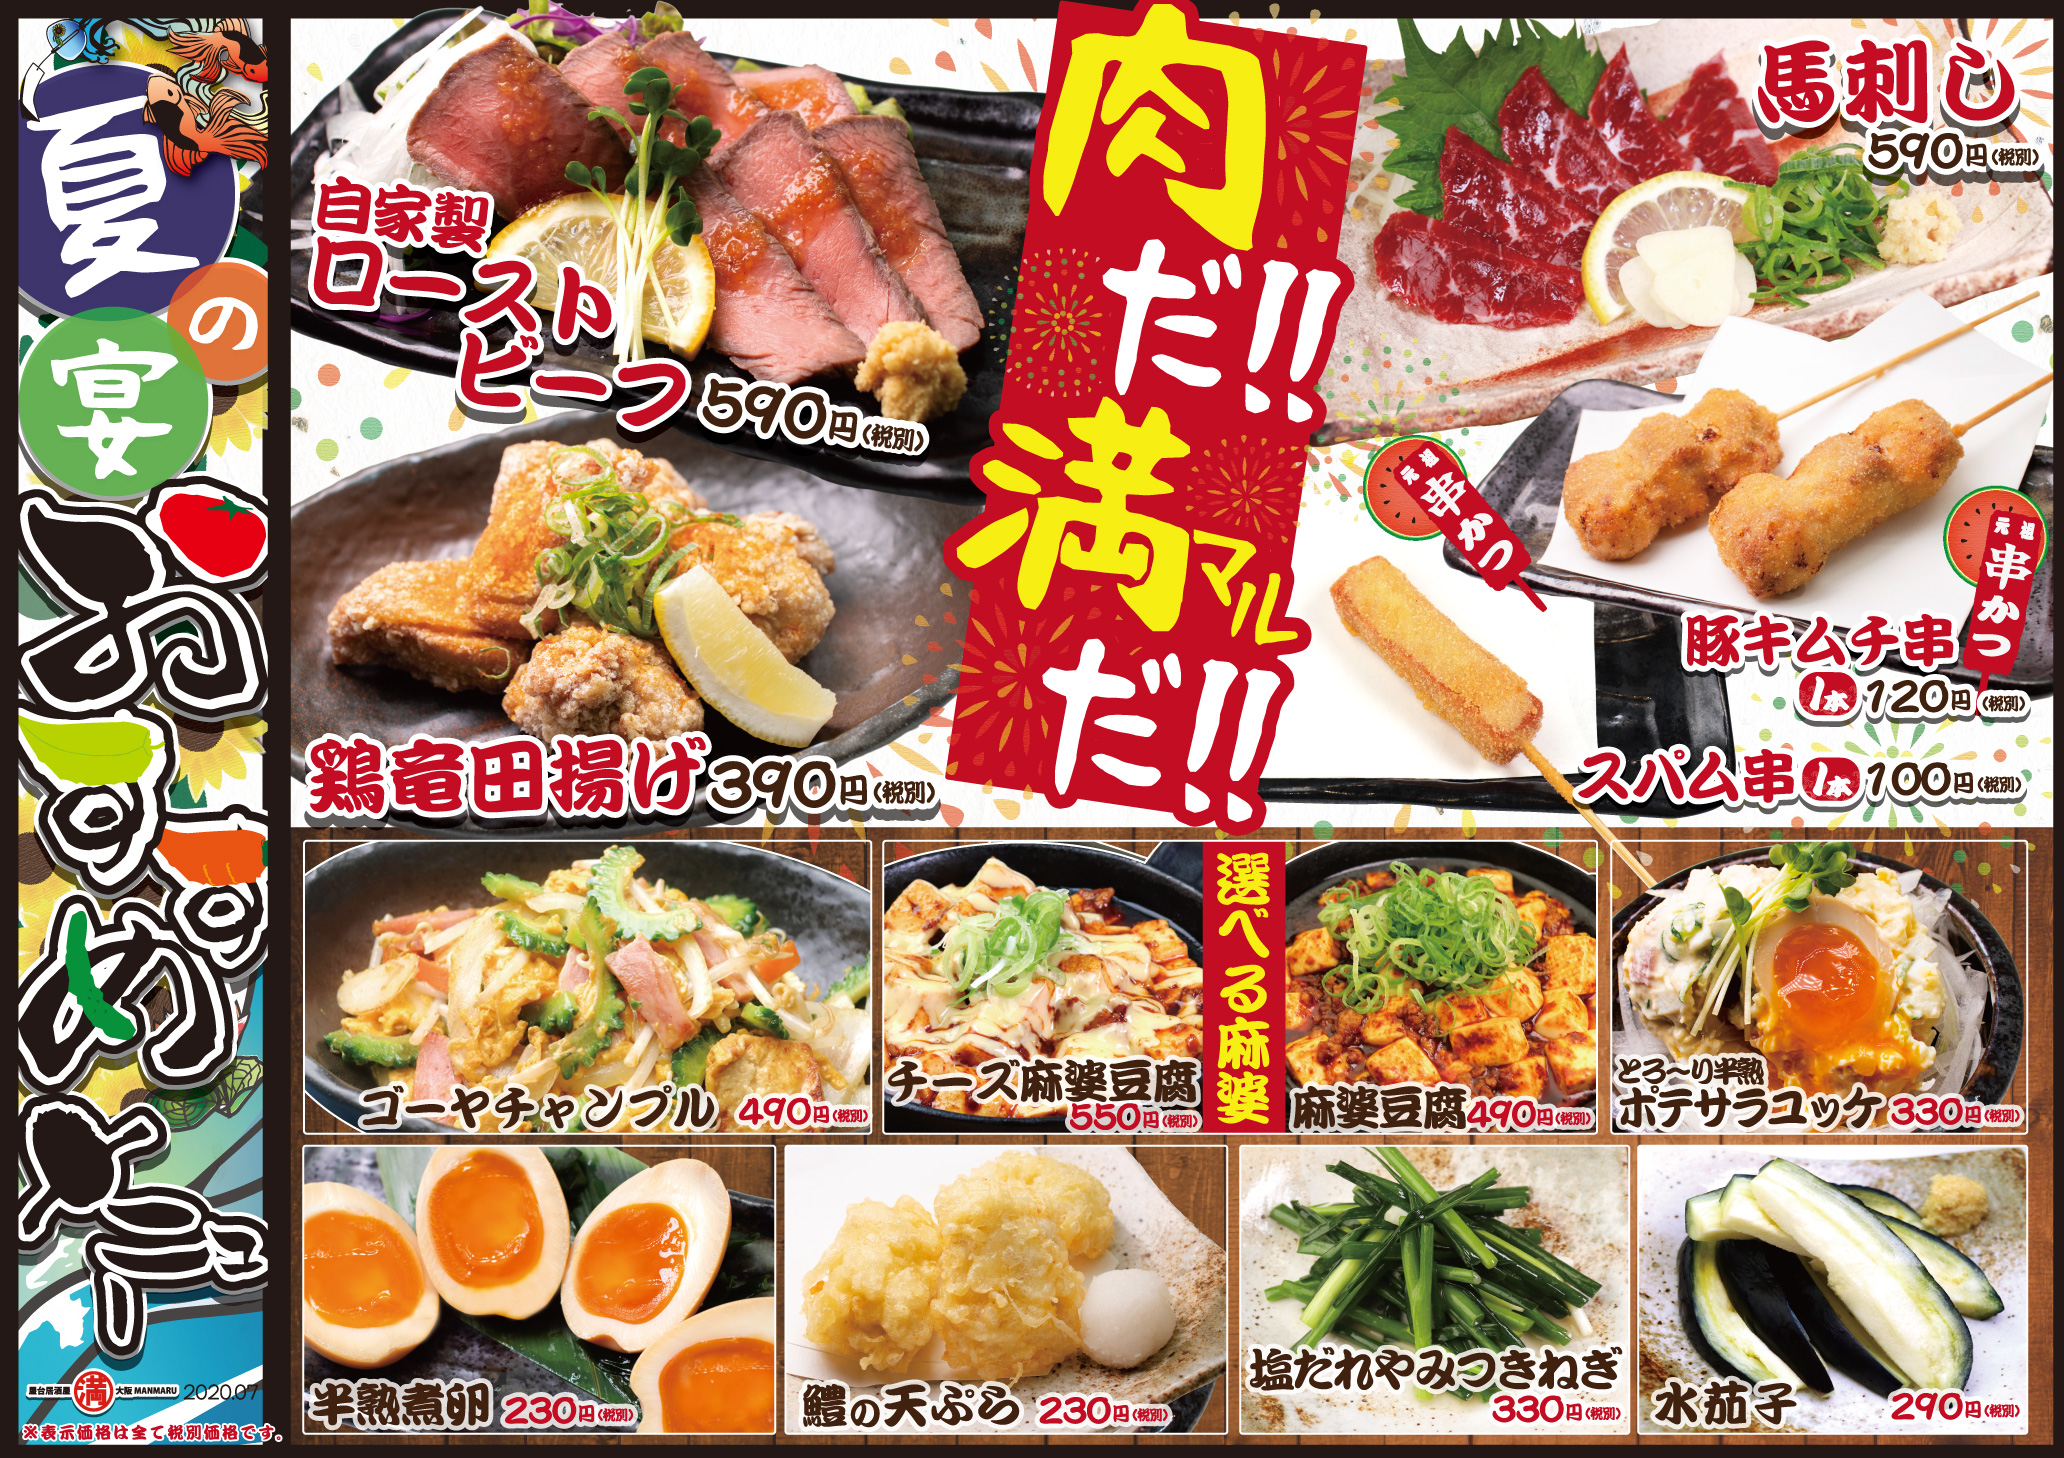 夏の宴
おすすめメニュー
屋台居酒屋 満 大阪 MANMARU 2020.07
※表示価格は全て税別価格です。
肉だ!!
満マルだ!!
自家製
ロースト
ビーフ
590円(税別)
馬刺し
590円(税別)
鶏竜田揚げ 390円(税別)
元祖 串かつ
元祖 串かつ
豚キムチ串
1本 120円(税別)
スパム串 1本 100円(税別)
ゴーヤチャンプル 490円(税別)
選べる麻婆
チーズ麻婆豆腐
550円(税別)
麻婆豆腐 490円(税別)
とろ〜り半熟
ポテサラユッケ 330円(税別)
半熟煮卵 230円(税別)
鱧の天ぷら 230円(税別)
塩だれやみつきねぎ
330円(税別)
水茄子 290円(税別)